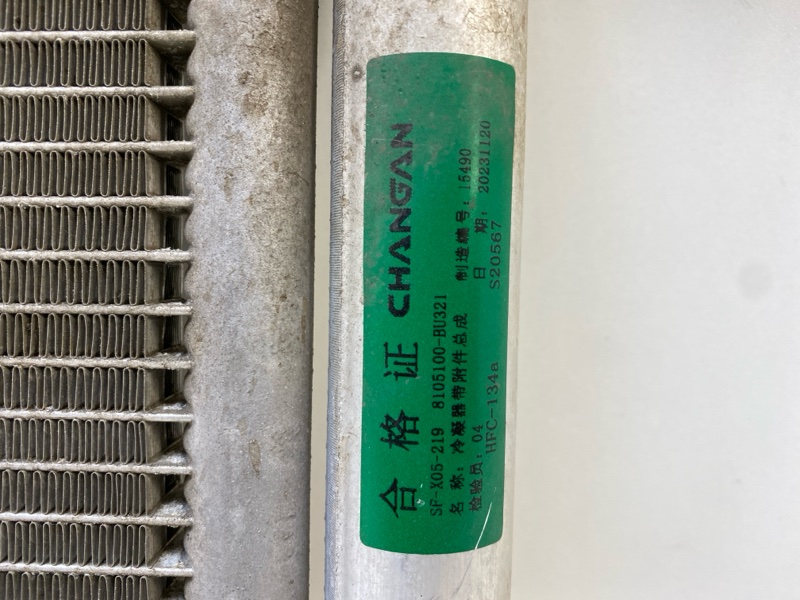 合格证 CHANGAN
SF-X05-219 8105100-BU321
名 称: 冷凝器带附件总成 制造编号: 15490
检验员: 04 日 期: 20231120
HFC-134a S20567